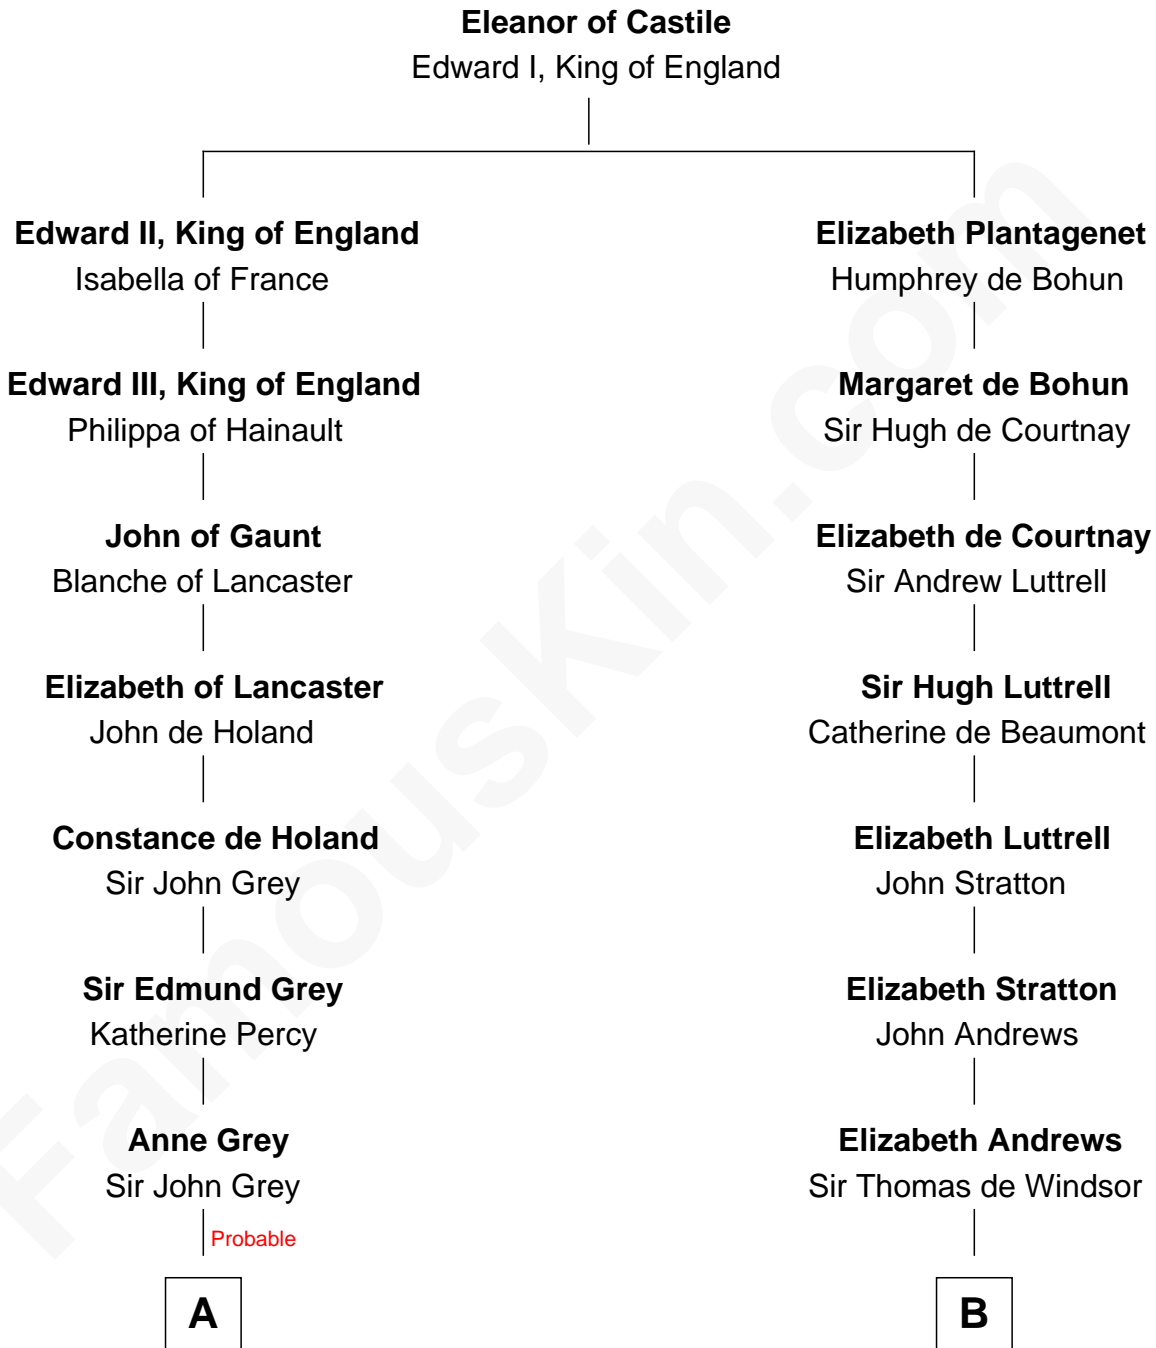 Eleanor of Castile
Edward I, King of England
Edward II, King of England
Isabella of France
Elizabeth Plantagenet
Humphrey de Bohun
Edward III, King of England
Philippa of Hainault
Margaret de Bohun
Sir Hugh de Courtnay
John of Gaunt
Blanche of Lancaster
Elizabeth de Courtnay
Sir Andrew Luttrell
Elizabeth of Lancaster
John de Holand
Sir Hugh Luttrell
Catherine de Beaumont
Constance de Holand
Sir John Grey
Elizabeth Luttrell
John Stratton
Sir Edmund Grey
Katherine Percy
Elizabeth Stratton
John Andrews
Anne Grey
Sir John Grey
Elizabeth Andrews
Sir Thomas de Windsor
Probable
A
B
FamousKin.com